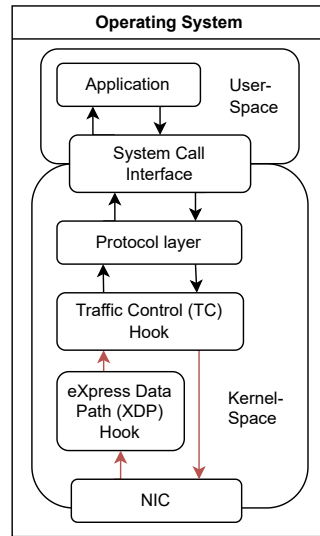 Operating System
Application
User-
Space
System Call
Interface
Protocol layer
Traffic Control (TC)
Hook
eXpress Data
Path (XDP)
Hook
Kernel-
Space
NIC